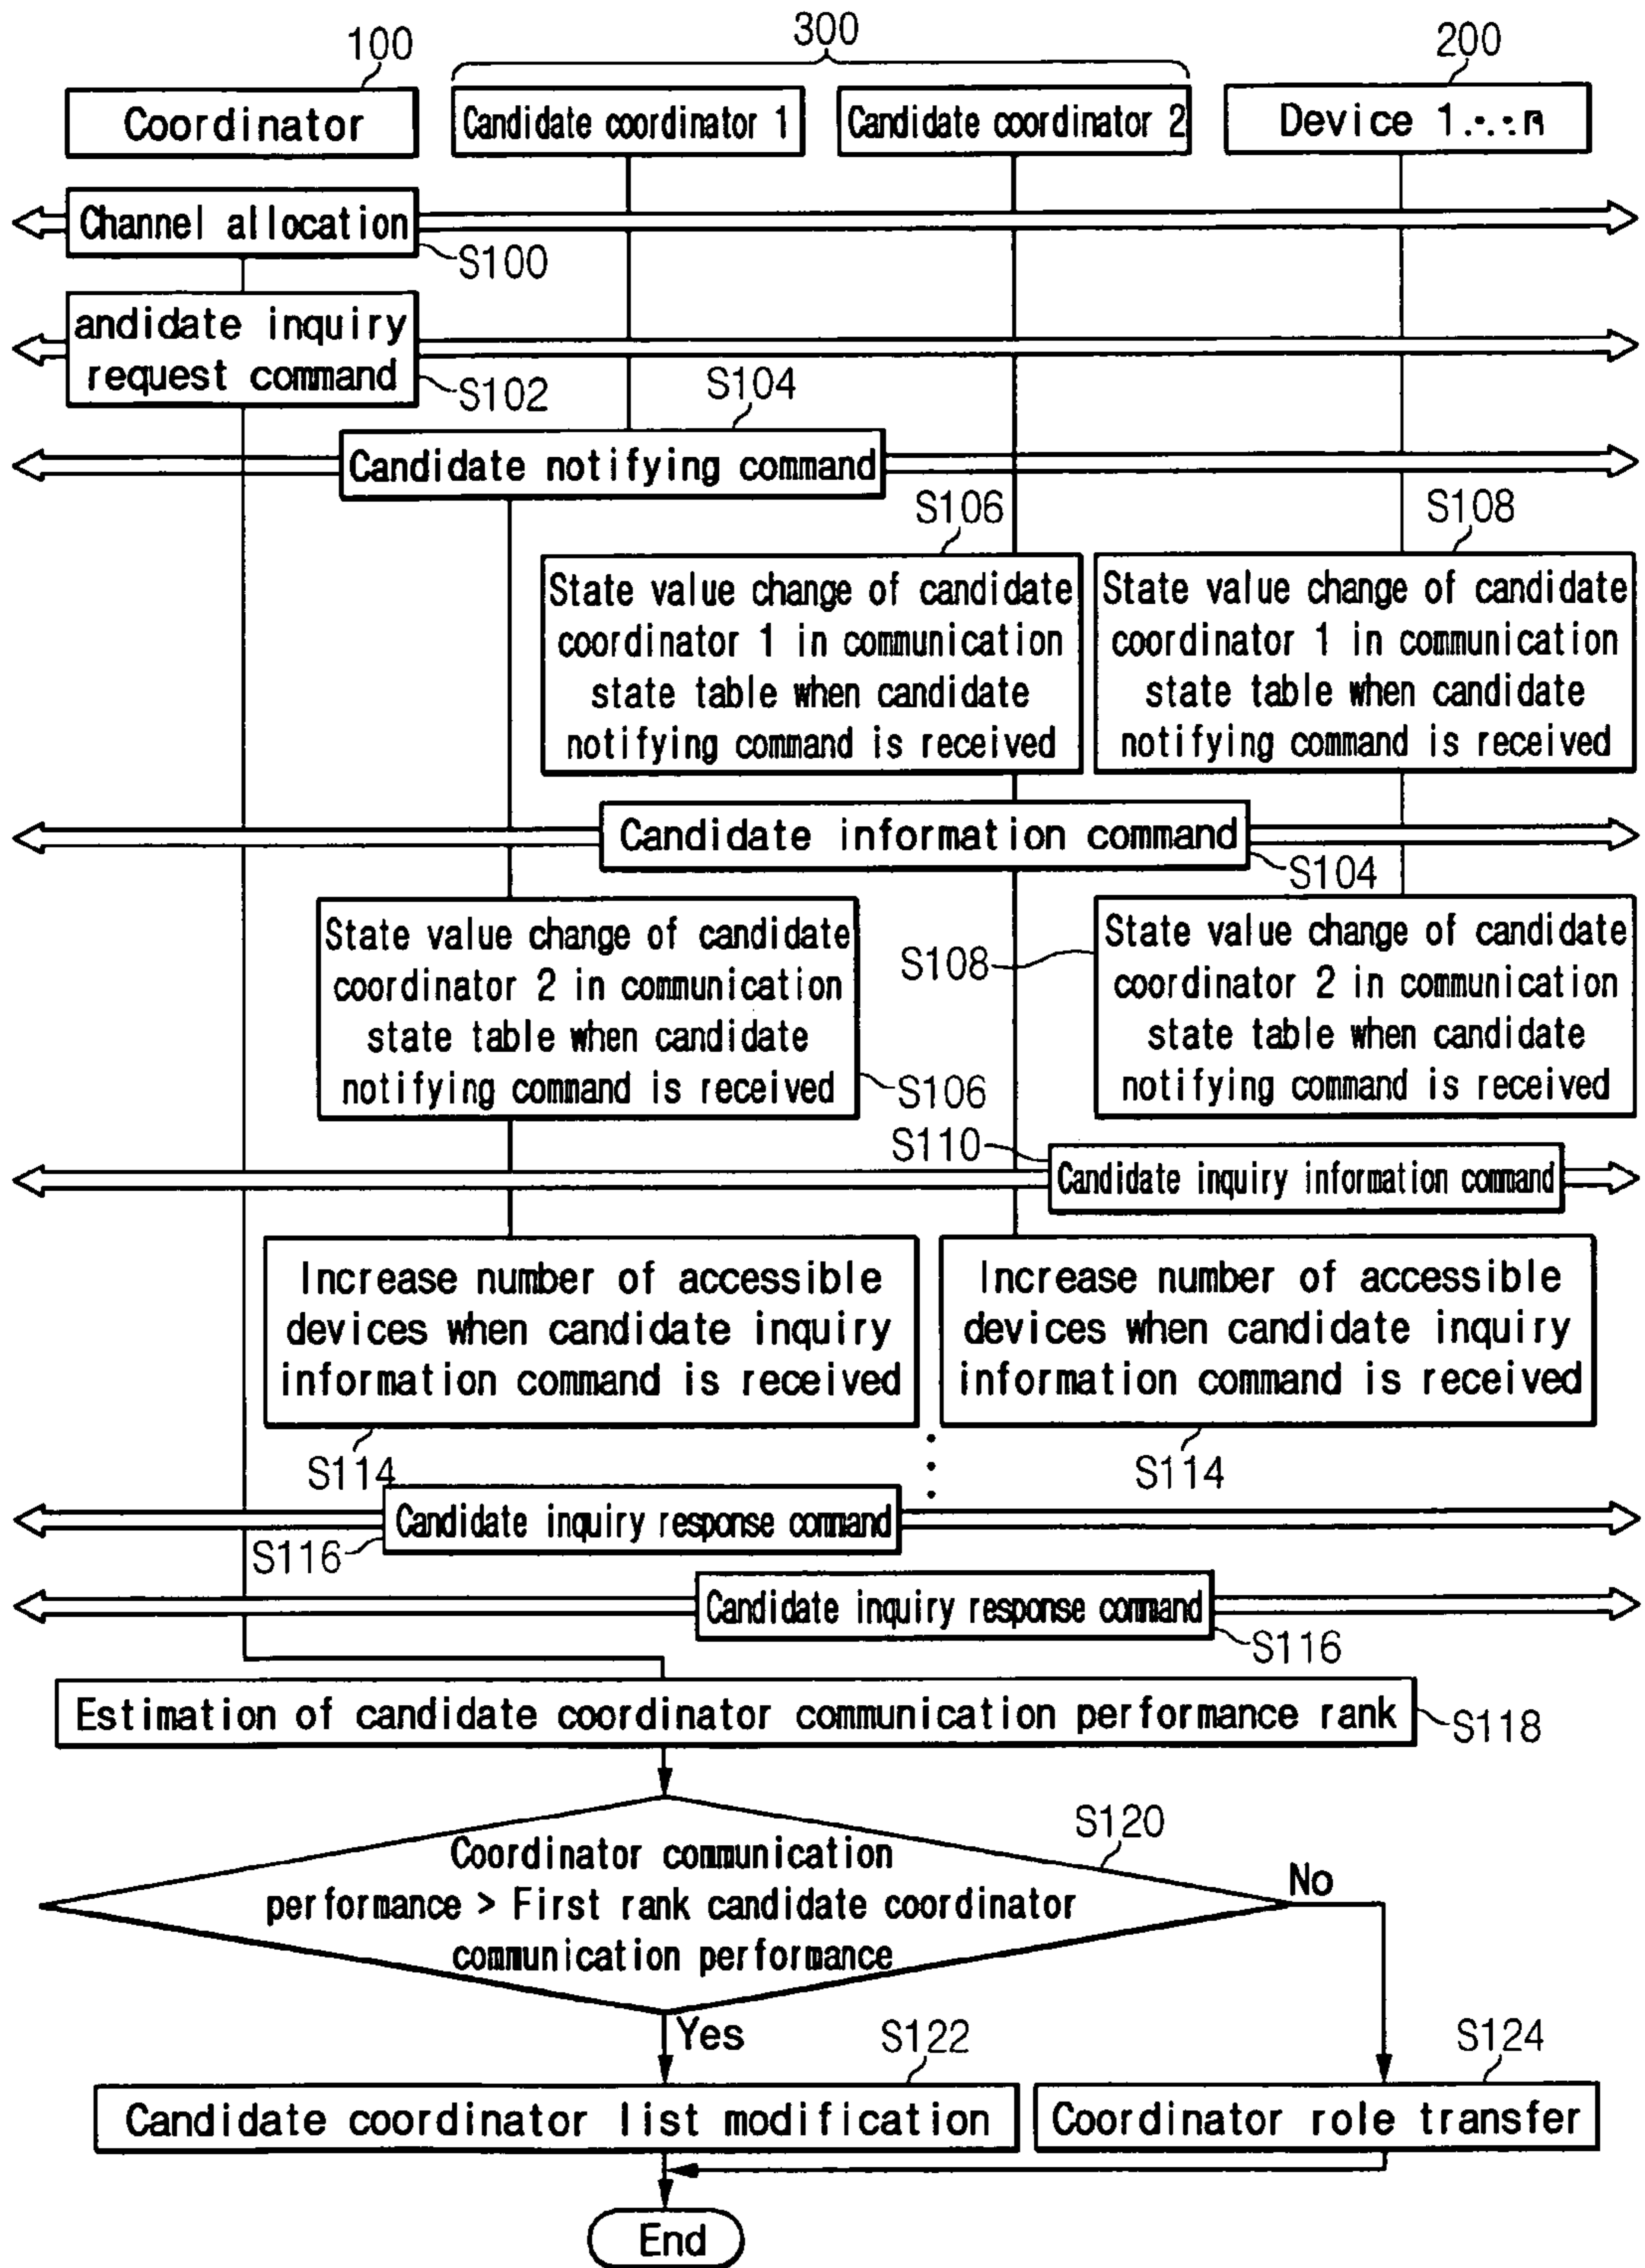 100
300
200
Coordinator
Candidate coordinator 1
Candidate coordinator 2
Device 1...n
Channel allocation
S100
andidate inquiry
request command
S102
S104
Candidate notifying command
S106
S108
State value change of candidate
coordinator 1 in communication
state table when candidate
notifying command is received
State value change of candidate
coordinator 1 in communication
state table when candidate
notifying command is received
Candidate information command
S104
State value change of candidate
coordinator 2 in communication
state table when candidate
notifying command is received
S106
S108
State value change of candidate
coordinator 2 in communication
state table when candidate
notifying command is received
S110
Candidate inquiry information command
Increase number of accessible
devices when candidate inquiry
information command is received
S114
Increase number of accessible
devices when candidate inquiry
information command is received
S114
Candidate inquiry response command
S116
Candidate inquiry response command
S116
Estimation of candidate coordinator communication performance rank
S118
S120
Coordinator communication
performance > First rank candidate coordinator
communication performance
No
Yes
S122
S124
Candidate coordinator list modification
Coordinator role transfer
End